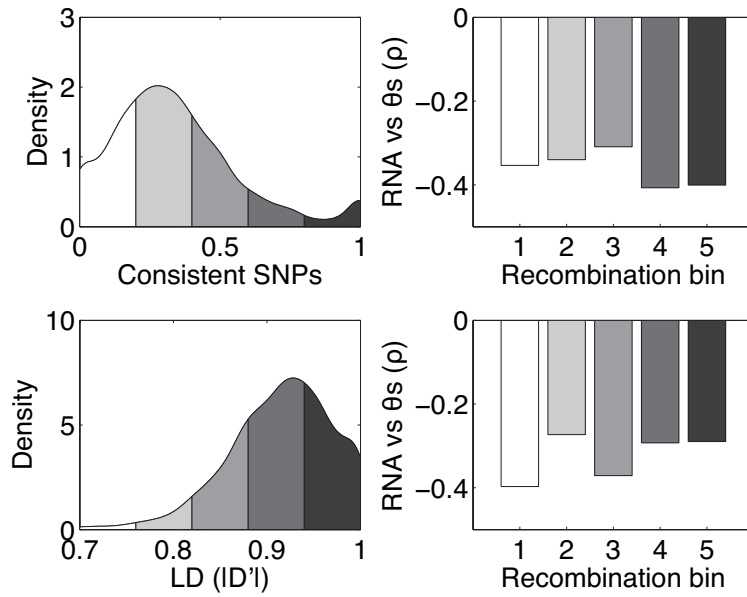 3
2
1
0
Density
0 0.5 1
Consistent SNPs
0
−0.2
−0.4
RNA vs θs (ρ)
1 2 3 4 5
Recombination bin
10
5
0
Density
0.7 0.8 0.9 1
LD (|D'|)
0
−0.2
−0.4
RNA vs θs (ρ)
1 2 3 4 5
Recombination bin